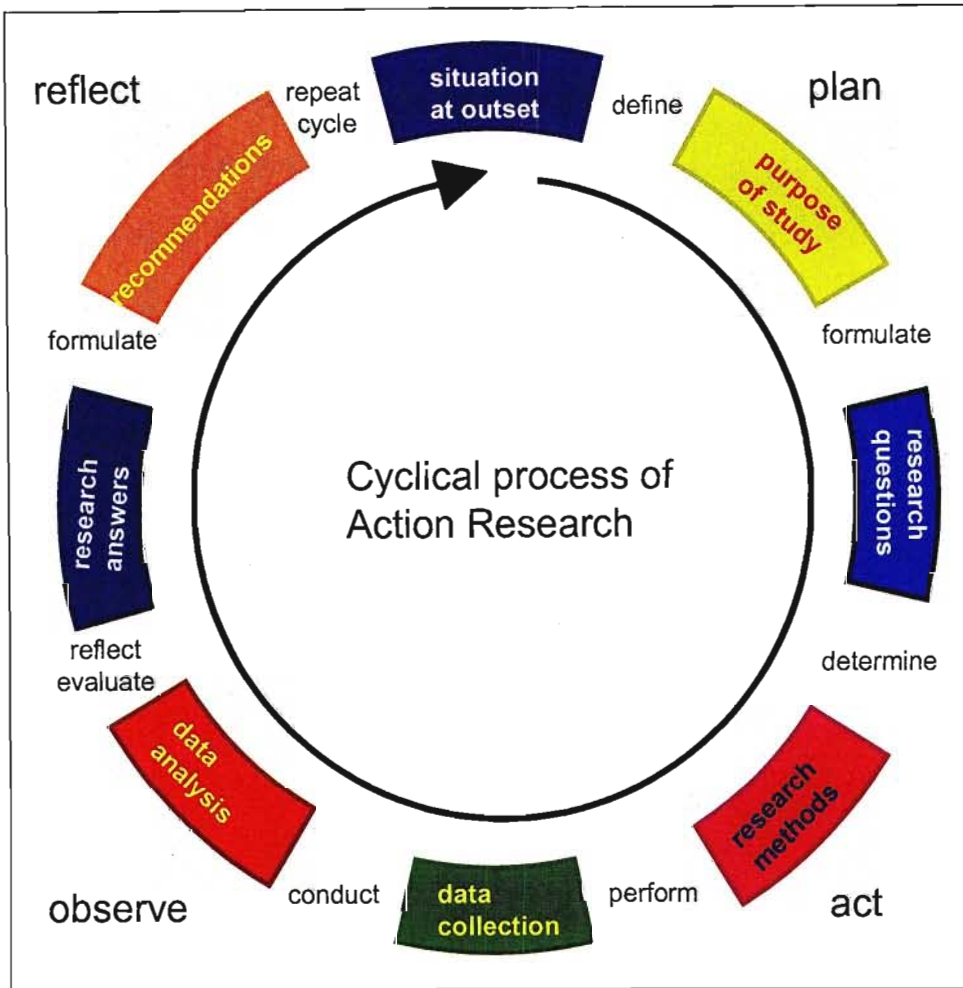 reflect
repeat
cycle
situation
at outset
define
plan
purpose
of study
formulate
research
questions
determine
research
methods
act
perform
data
collection
conduct
observe
data
analysis
reflect
evaluate
research
answers
formulate
recommendations
Cyclical process of
Action Research